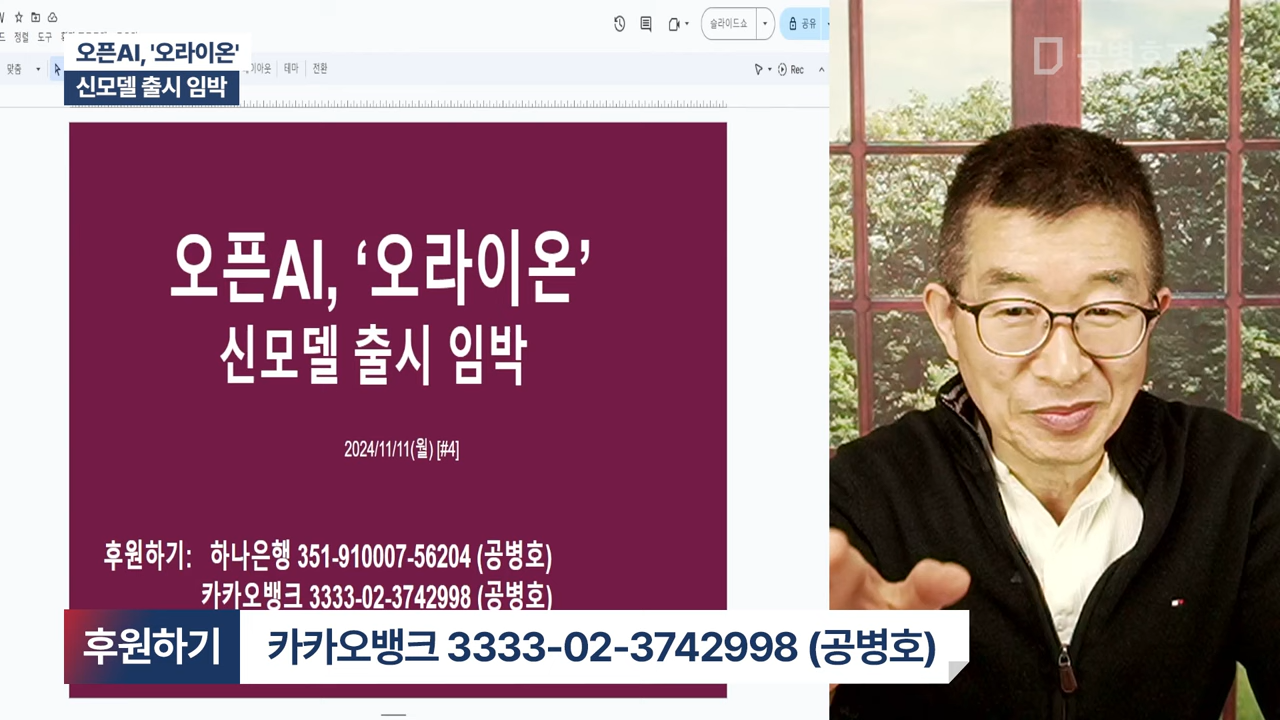 정렬 도구
오픈AI, '오라이온'
신모델 출시 임박
맞춤
테마
전환
슬라이드쇼
공유
Rec
오픈AI, ‘오라이온’
신모델 출시 임박
2024/11/11(월) [#4]
후원하기: 하나은행 351-910007-56204 (공병호)
카카오뱅크 3333-02-3742998 (공병호)
후원하기
카카오뱅크 3333-02-3742998 (공병호)